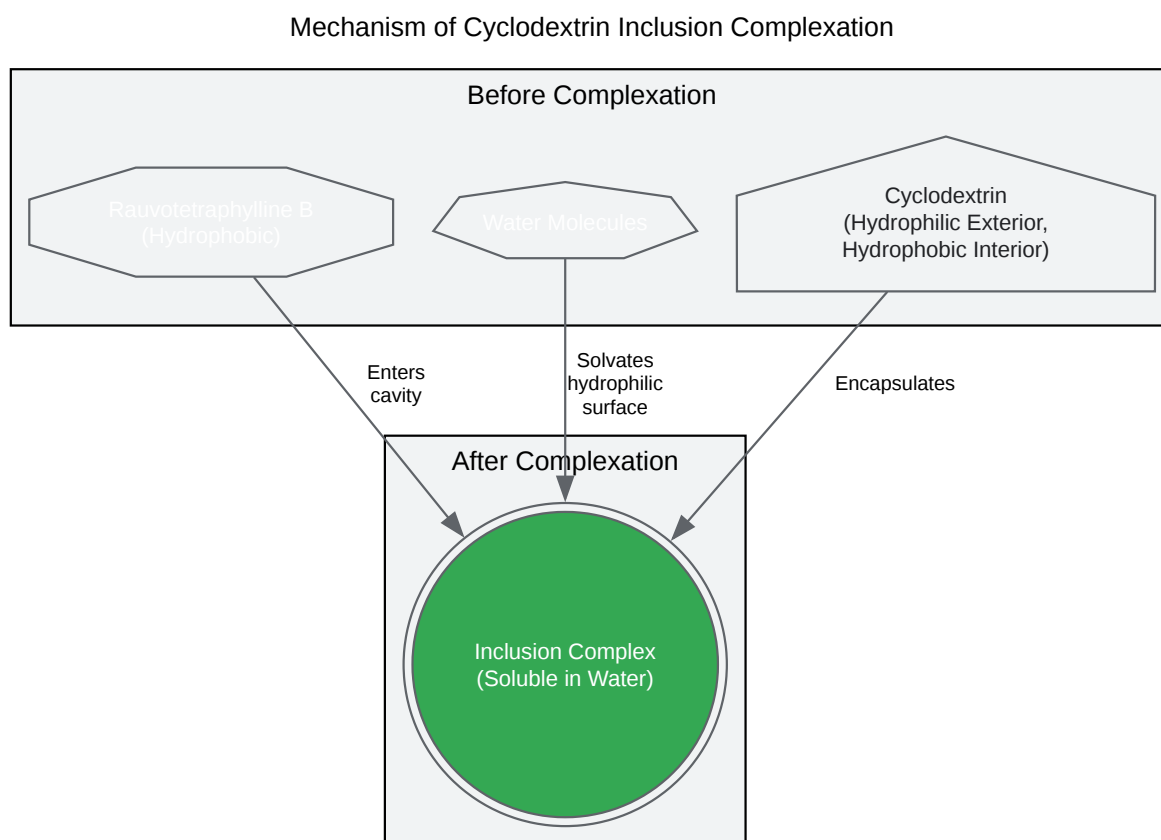 Mechanism of Cyclodextrin Inclusion Complexation
Before Complexation
Rauvotetraphylline B
(Hydrophobic)
Water Molecules
Cyclodextrin
(Hydrophilic Exterior,
Hydrophobic Interior)
Enters
cavity
Solvates
hydrophilic
surface
Encapsulates
After Complexation
Inclusion Complex
(Soluble in Water)